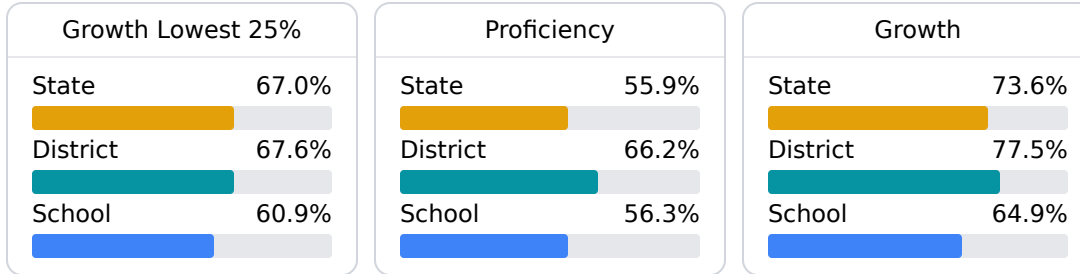 Growth Lowest 25%
State 67.0%
District 67.6%
School 60.9%
Proficiency
State 55.9%
District 66.2%
School 56.3%
Growth
State 73.6%
District 77.5%
School 64.9%